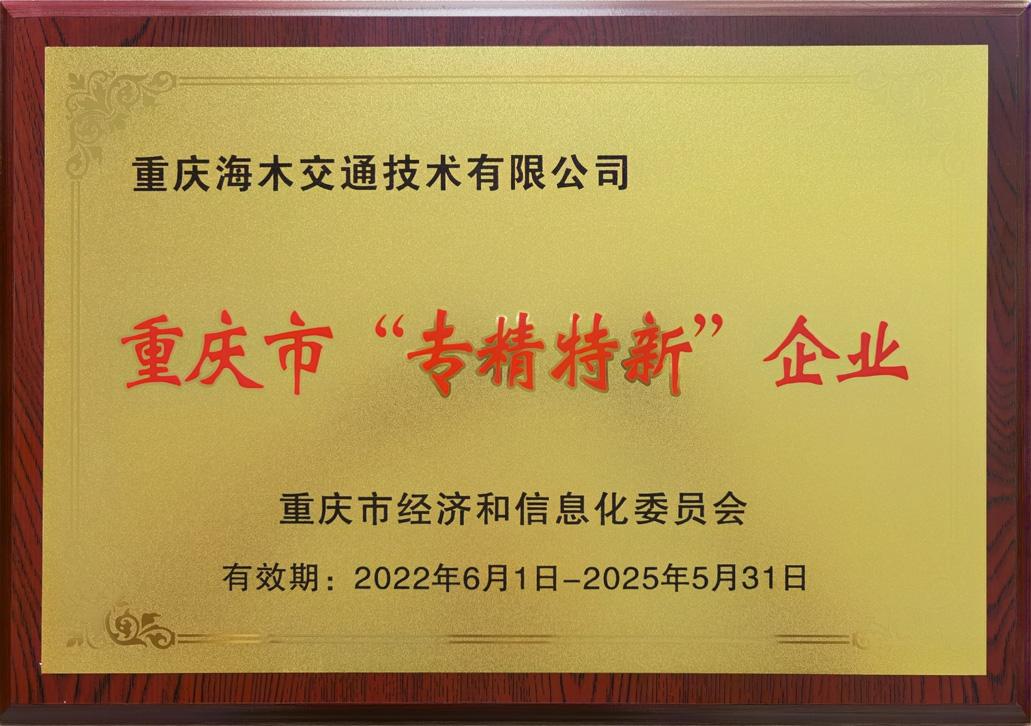 重庆海木交通技术有限公司
重庆市“专精特新”企业
重庆市经济和信息化委员会
有效期：2022年6月1日-2025年5月31日